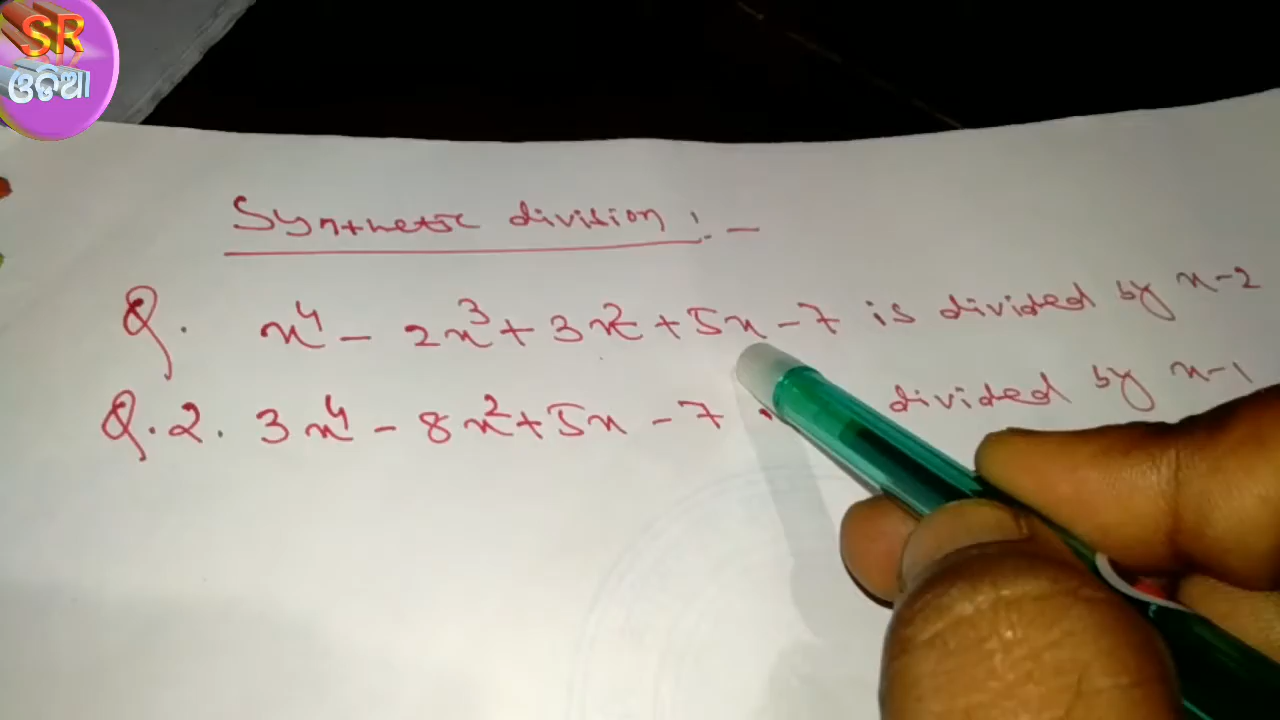 SR
ଓଡିଆ
Synthetic division :-
Q. x⁴ - 2x³ + 3x² + 5x - 7 is divided by x-2
Q.2. 3x⁴ - 8x² + 5x - 7 divided by x-1